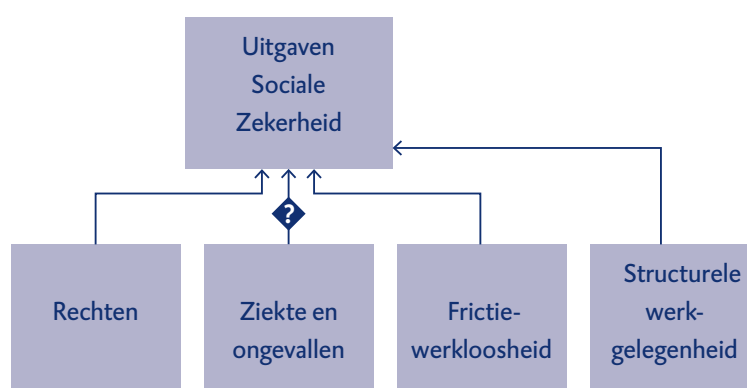 Uitgaven
Sociale
Zekerheid
?
Rechten
Ziekte en
ongevallen
Frictie-
werkloosheid
Structurele
werk-
gelegenheid